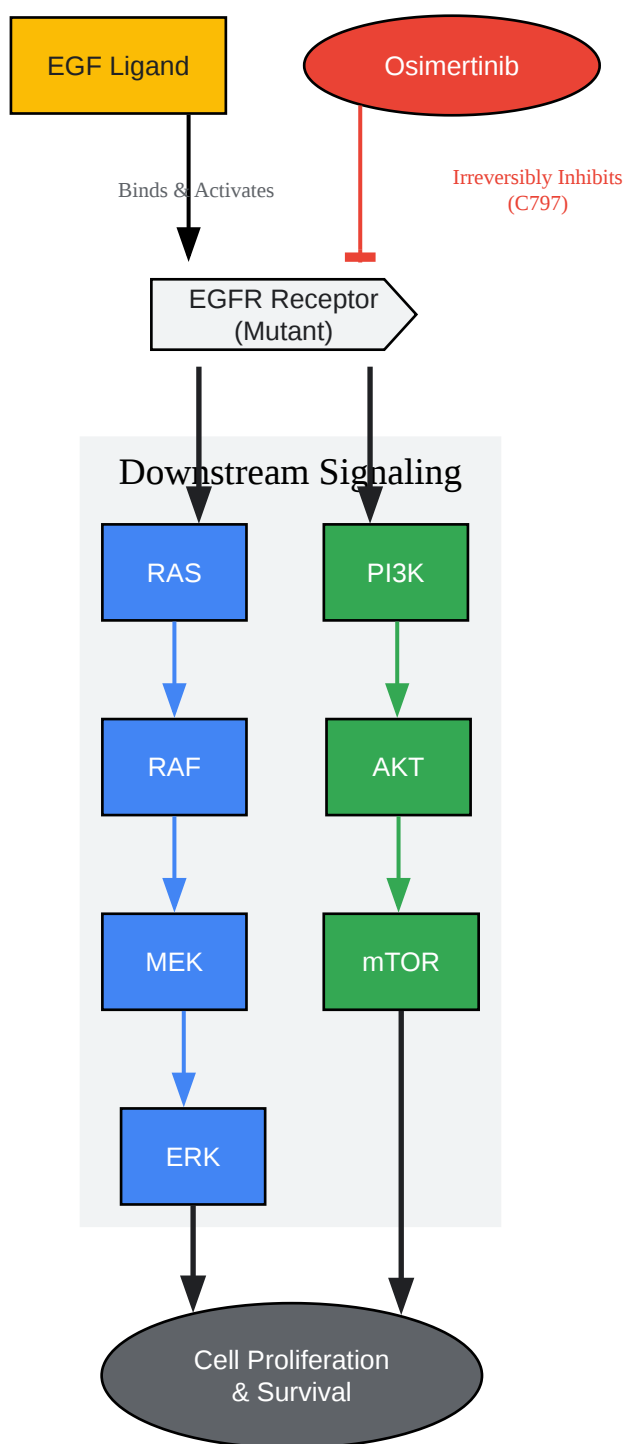 EGF Ligand
Osimertinib
Binds & Activates
Irreversibly Inhibits
(C797)
EGFR Receptor
(Mutant)
Downstream Signaling
RAS
PI3K
RAF
AKT
MEK
mTOR
ERK
Cell Proliferation
& Survival